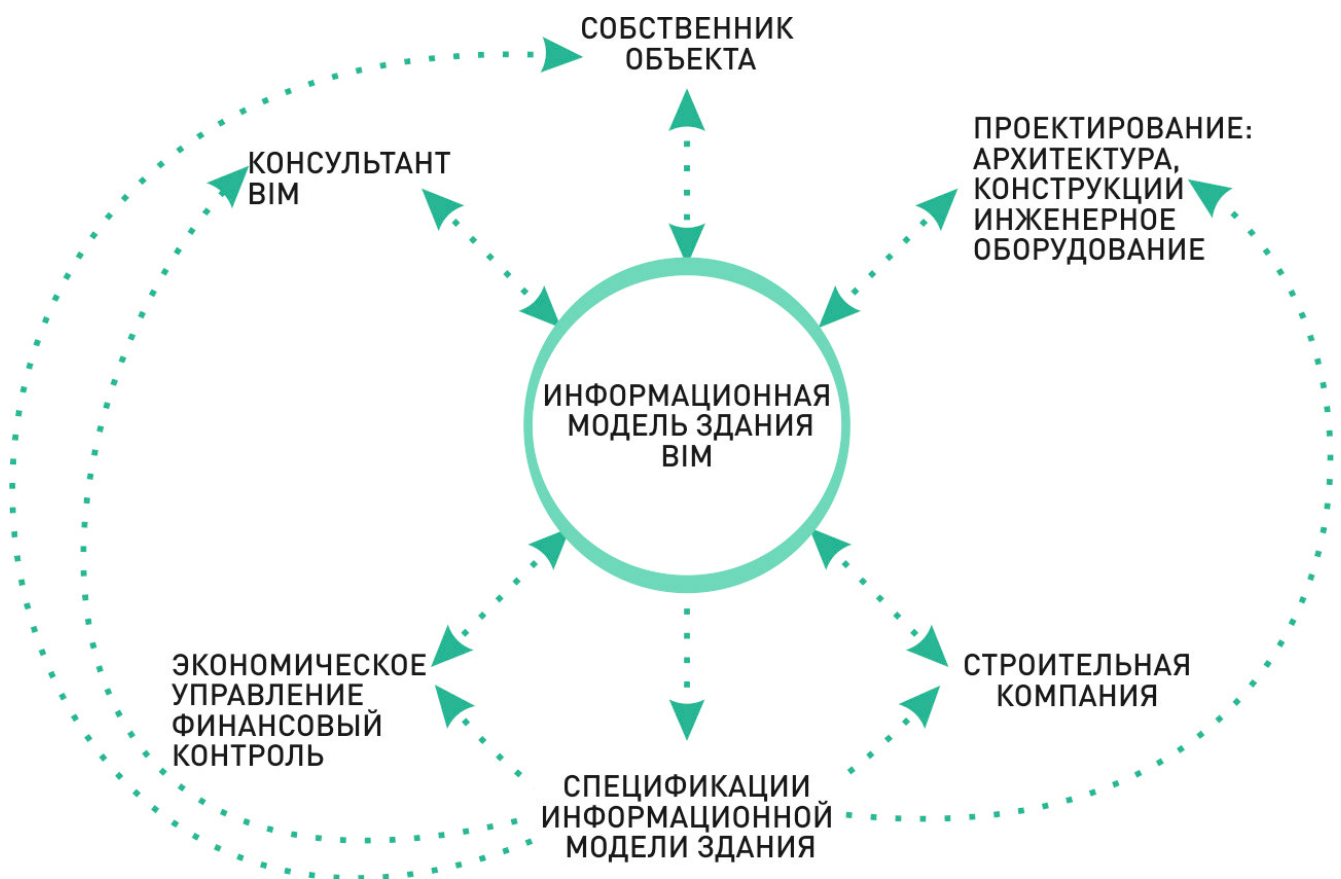 СОБСТВЕННИК
ОБЪЕКТА
КОНСУЛЬТАНТ
BIM
ПРОЕКТИРОВАНИЕ:
АРХИТЕКТУРА,
КОНСТРУКЦИИ
ИНЖЕНЕРНОЕ
ОБОРУДОВАНИЕ
ИНФОРМАЦИОННАЯ
МОДЕЛЬ ЗДАНИЯ
BIM
ЭКОНОМИЧЕСКОЕ
УПРАВЛЕНИЕ
ФИНАНСОВЫЙ
КОНТРОЛЬ
СТРОИТЕЛЬНАЯ
КОМПАНИЯ
СПЕЦИФИКАЦИИ
ИНФОРМАЦИОННОЙ
МОДЕЛИ ЗДАНИЯ